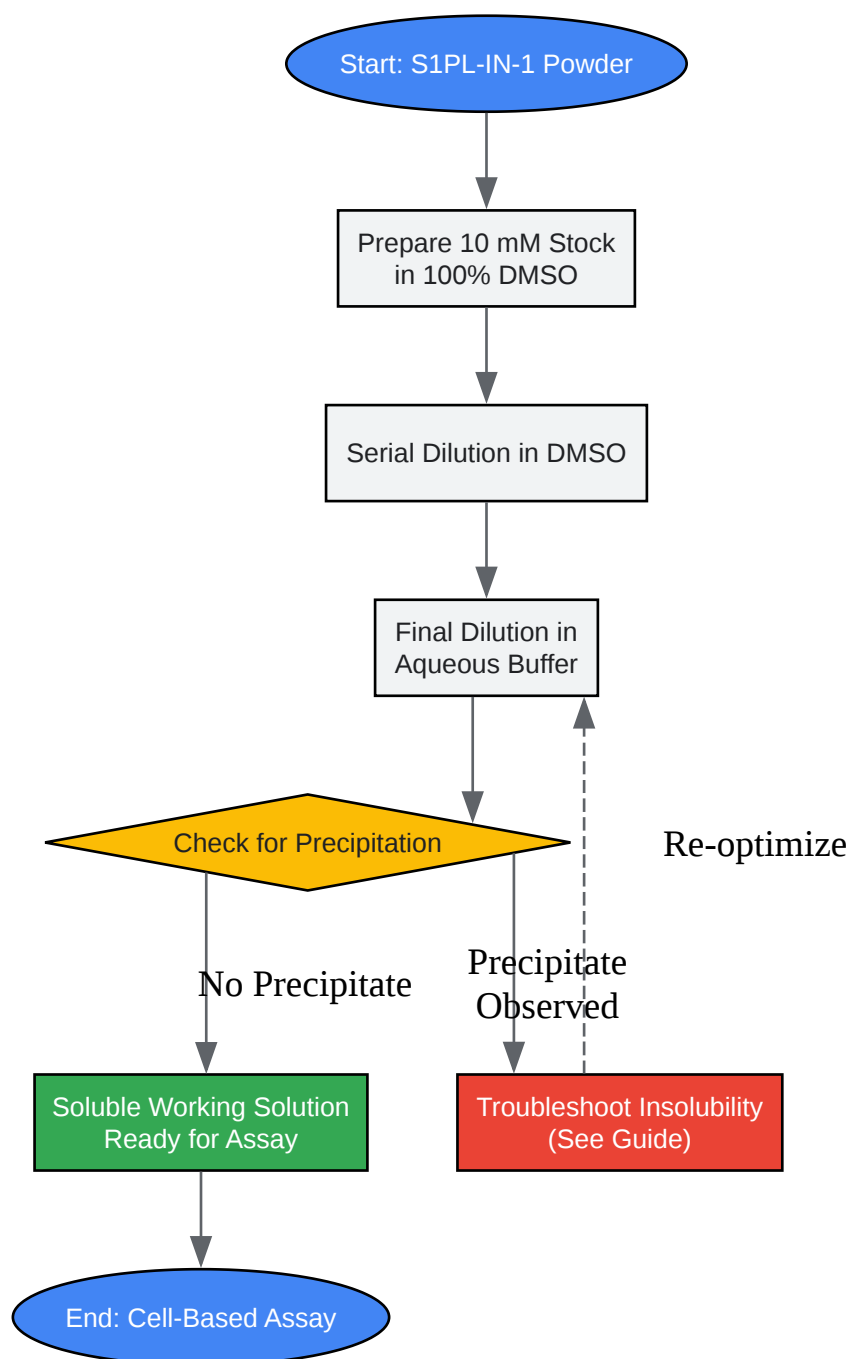 Start: S1PL-IN-1 Powder
Prepare 10 mM Stock
in 100% DMSO
Serial Dilution in DMSO
Final Dilution in
Aqueous Buffer
Check for Precipitation
Re-optimize
No Precipitate
Precipitate
Observed
Soluble Working Solution
Ready for Assay
Troubleshoot Insolubility
(See Guide)
End: Cell-Based Assay